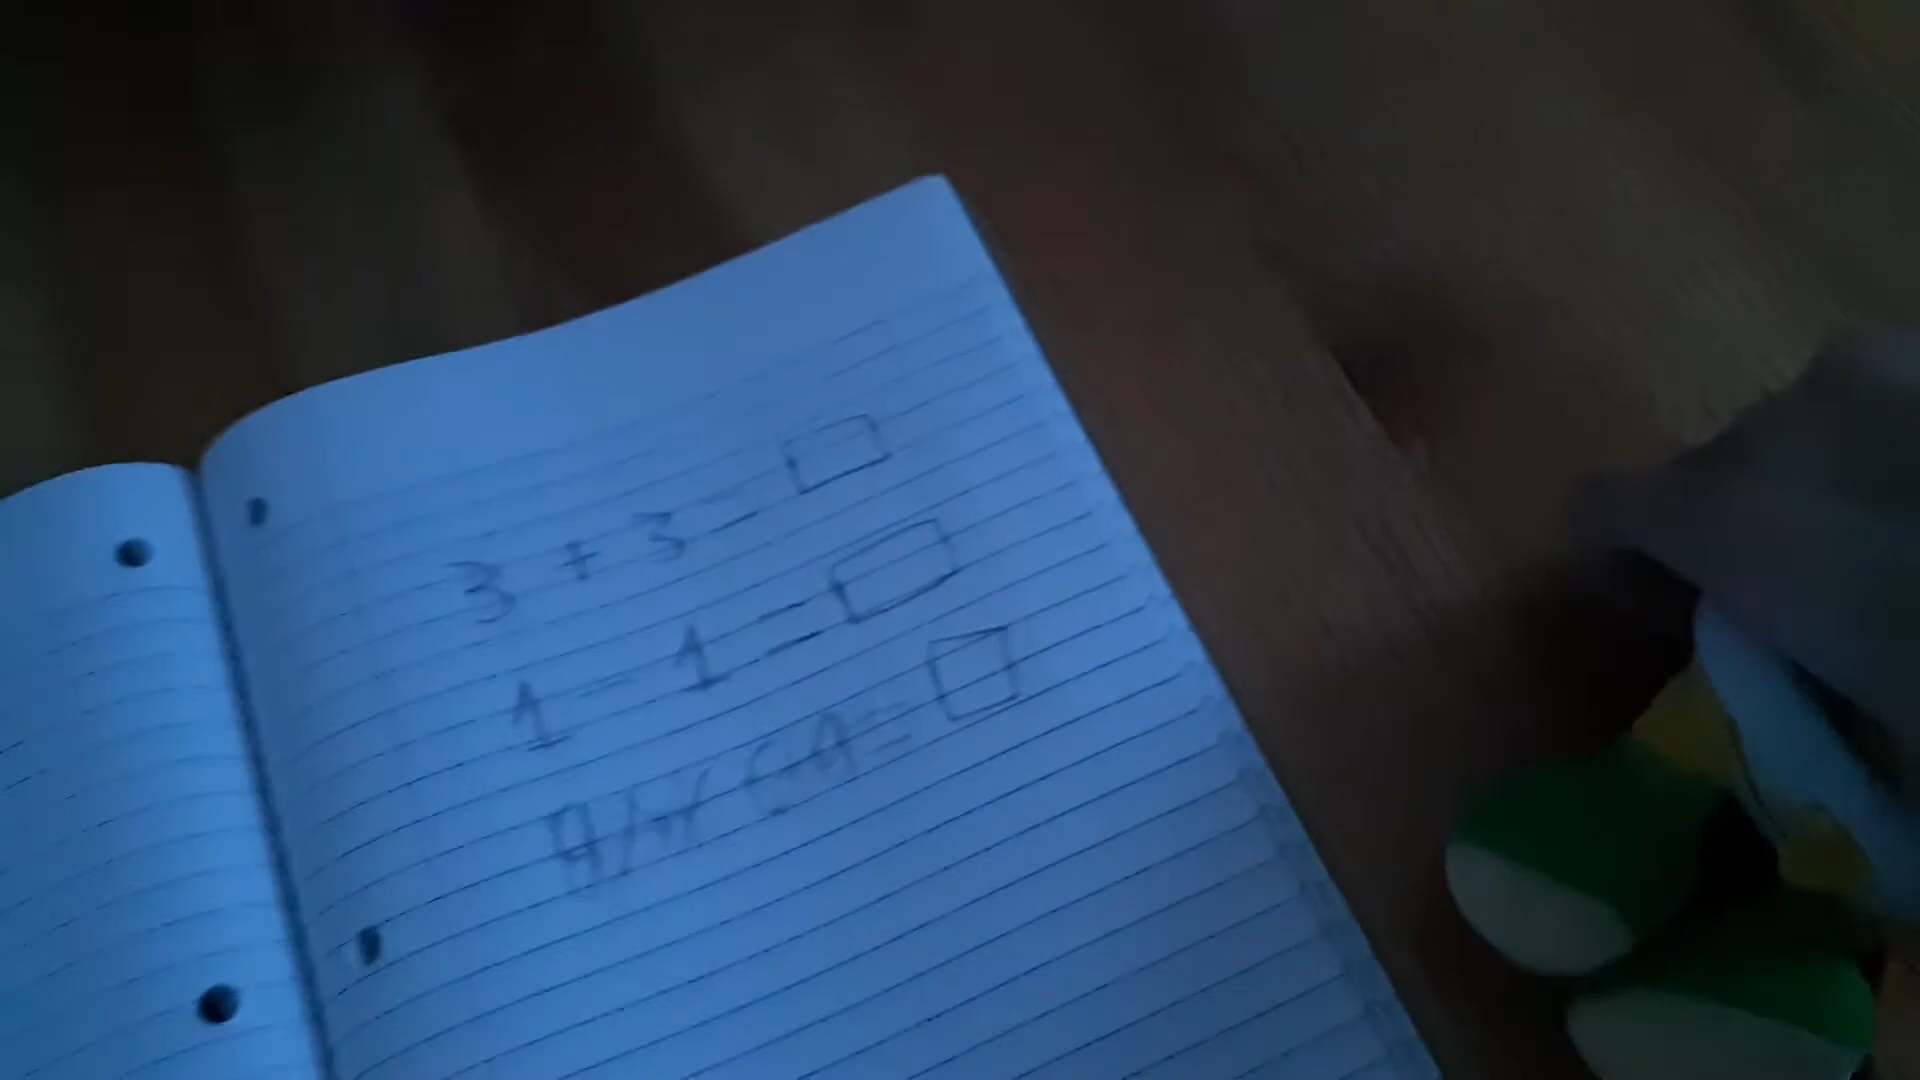 3 + 3 = □
1 - 1 = □
= □